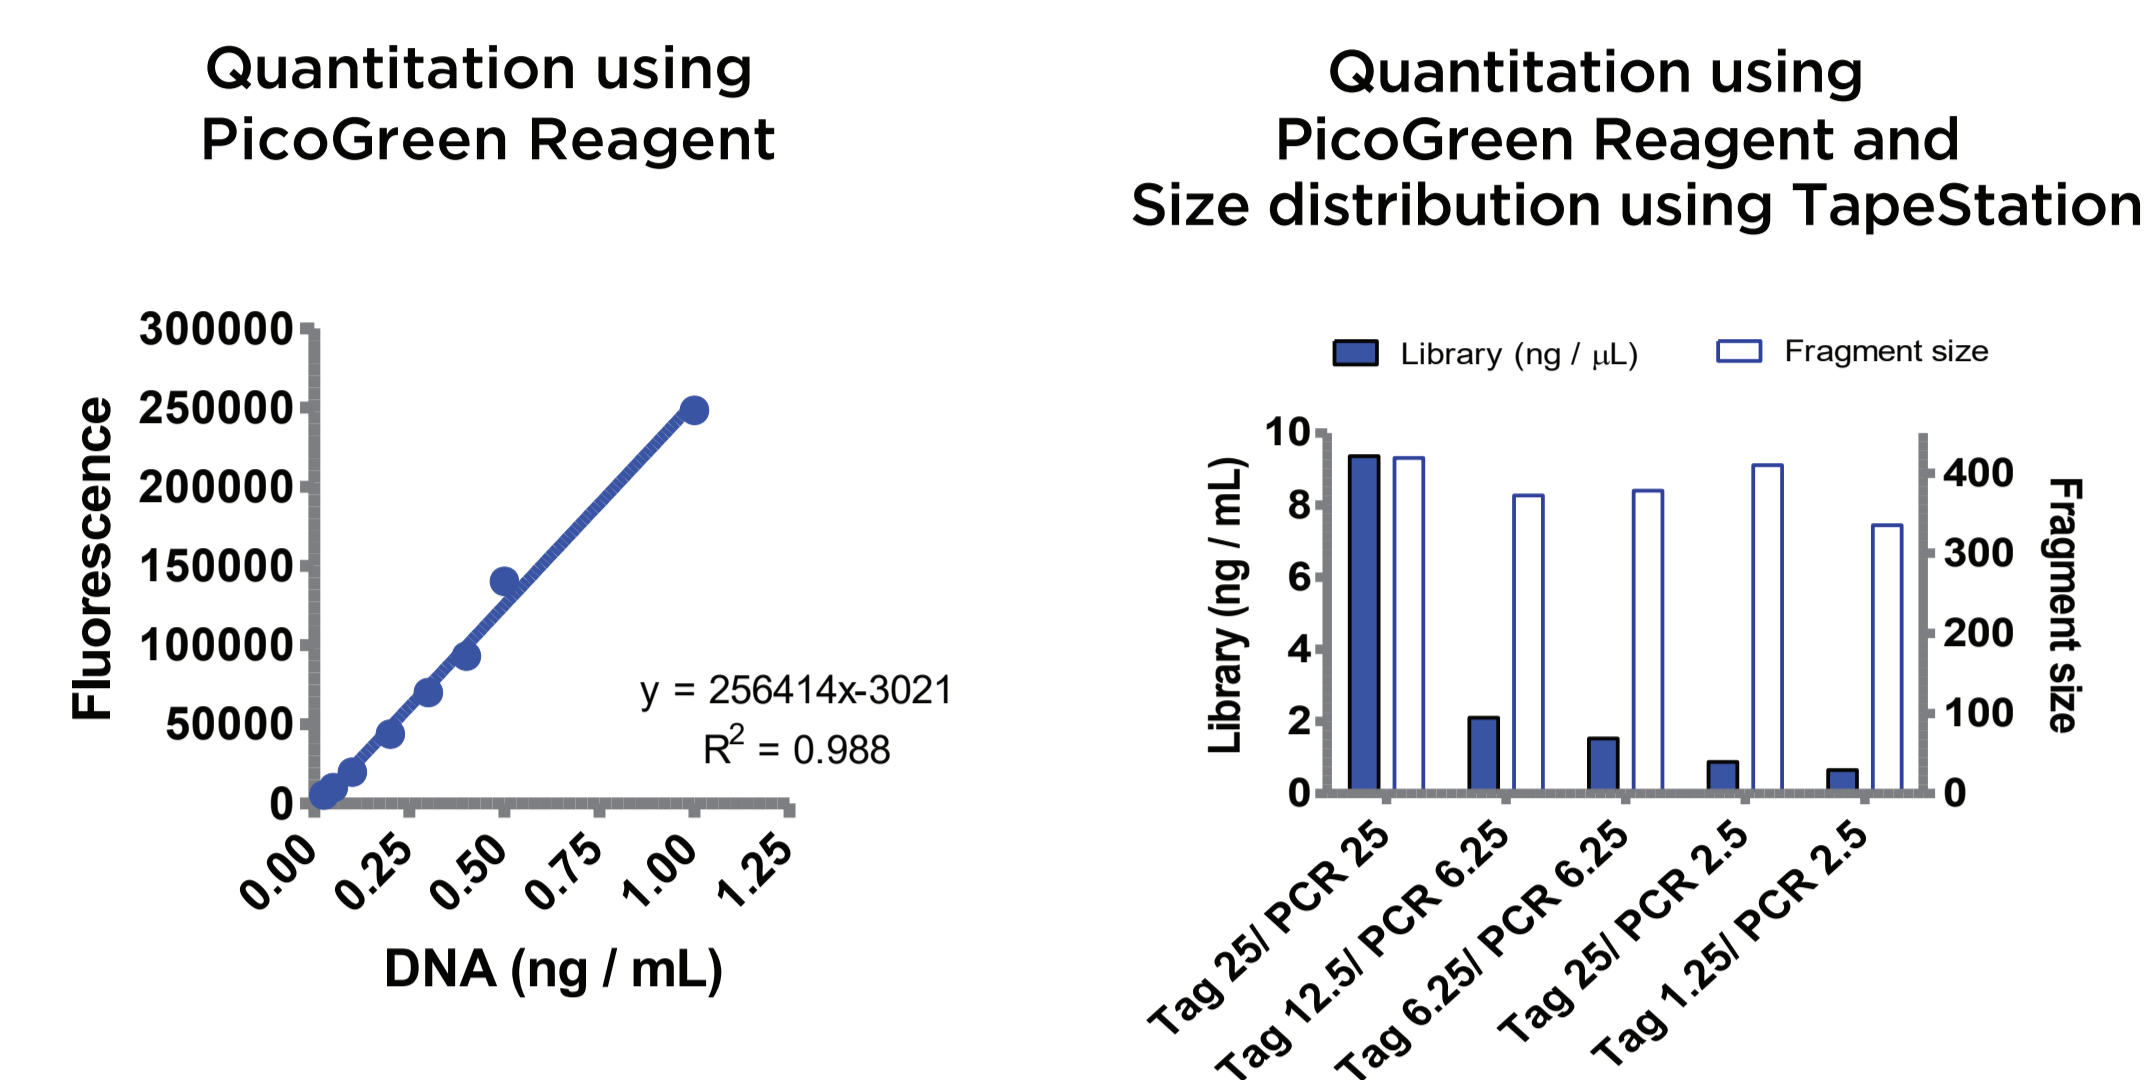 Quantitation using
PicoGreen Reagent
300000
250000
200000
150000
100000
50000
0
Fluorescence
y = 256414x-3021
R² = 0.988
0.00
0.25
0.50
0.75
1.00
1.25
DNA (ng / mL)
Quantitation using
PicoGreen Reagent and
Size distribution using TapeStation
Library (ng / μL)
Fragment size
10
8
6
4
2
0
Library (ng / mL)
400
300
200
100
0
Fragment size
Tag 25/ PCR 25
Tag 12.5/ PCR 6.25
Tag 6.25/ PCR 6.25
Tag 25/ PCR 2.5
Tag 1.25/ PCR 2.5